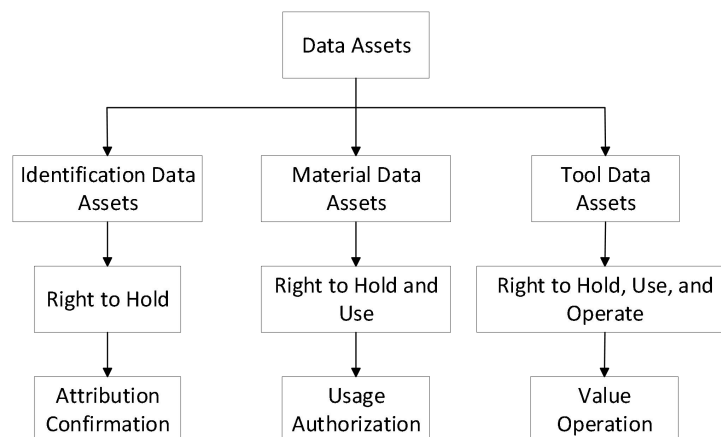 Data Assets
Identification Data
Assets
Material Data
Assets
Tool Data
Assets
Right to Hold
Right to Hold and
Use
Right to Hold, Use, and
Operate
Attribution
Confirmation
Usage
Authorization
Value
Operation